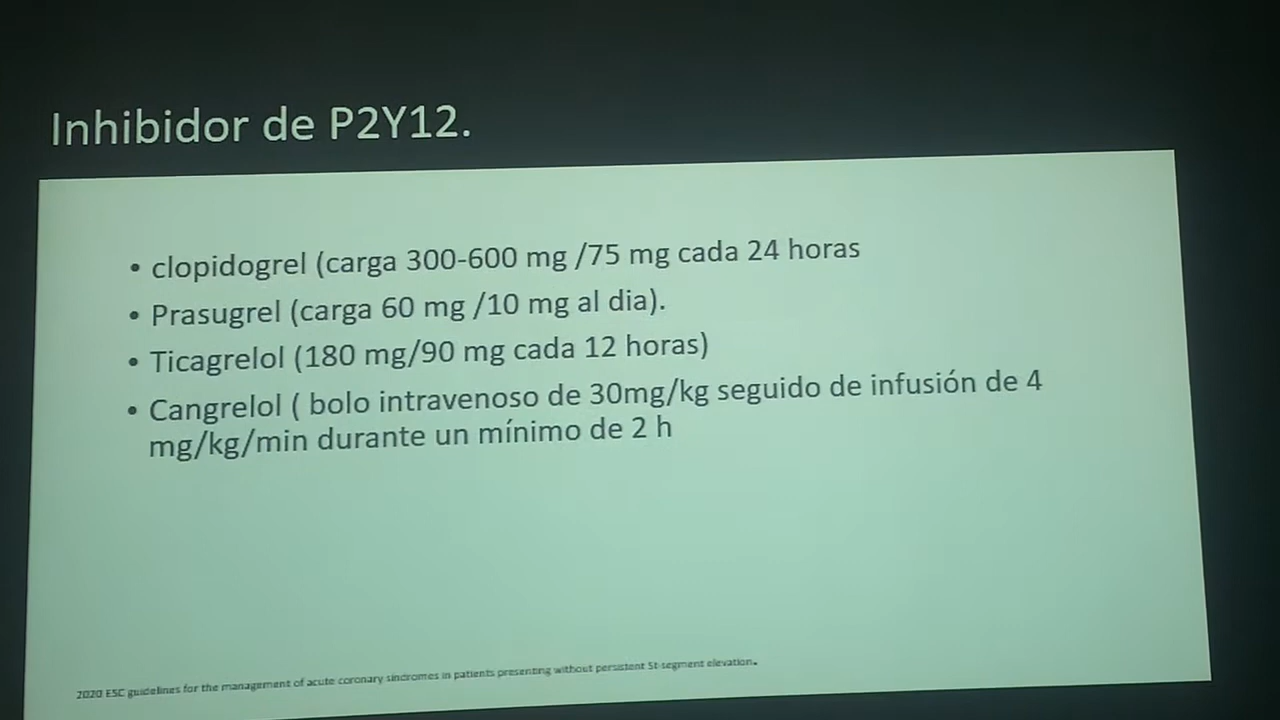 Inhibidor de P2Y12.
• clopidogrel (carga 300-600 mg /75 mg cada 24 horas
• Prasugrel (carga 60 mg /10 mg al dia).
• Ticagrelol (180 mg/90 mg cada 12 horas)
• Cangrelol ( bolo intravenoso de 30mg/kg seguido de infusión de 4
mg/kg/min durante un mínimo de 2 h
2020 ESC guidelines for the management of acute coronary sindromes in patients presenting without persistent St-segment elevation.